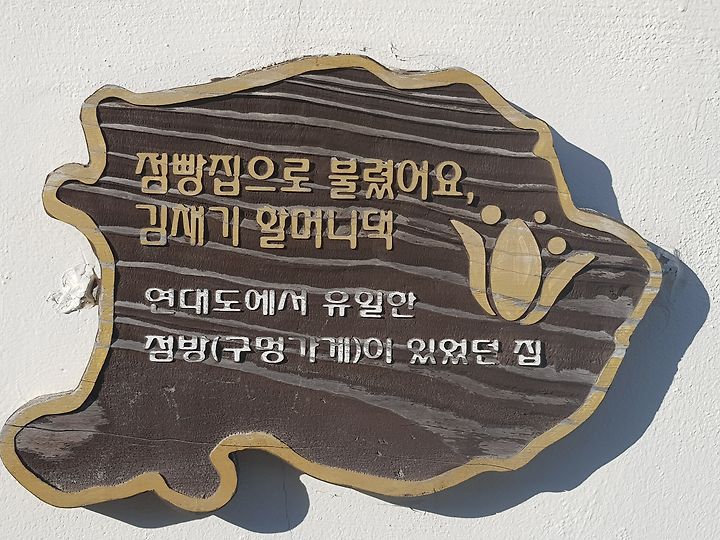 점빵집으로 불렸어요,
김재기 할머니댁
연대도에서 유일한
점방(구멍가게)이 있었던 집